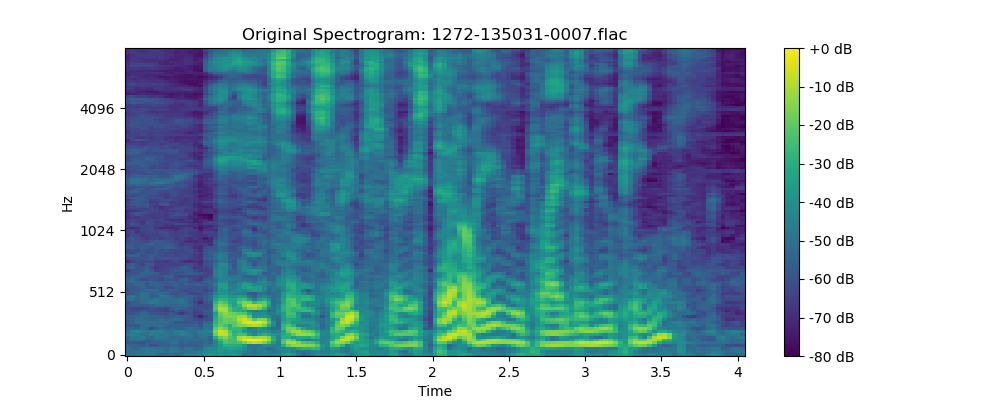 Original Spectrogram: 1272-135031-0007.flac
Hz
4096
2048
1024
512
0
0 0.5 1 1.5 2 2.5 3 3.5 4
Time
+0 dB
-10 dB
-20 dB
-30 dB
-40 dB
-50 dB
-60 dB
-70 dB
-80 dB